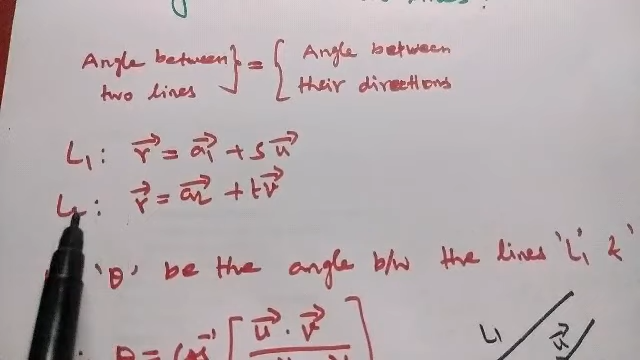 Angle between } = { Angle between
two lines their directions
L₁: r⃗ = a⃗₁ + s u⃗
L₂: r⃗ = a⃗₂ + t v⃗
'θ' be the angle b/w the lines 'L₁' &
θ = cos⁻¹ [ u⃗ · v⃗
L₁ v⃗